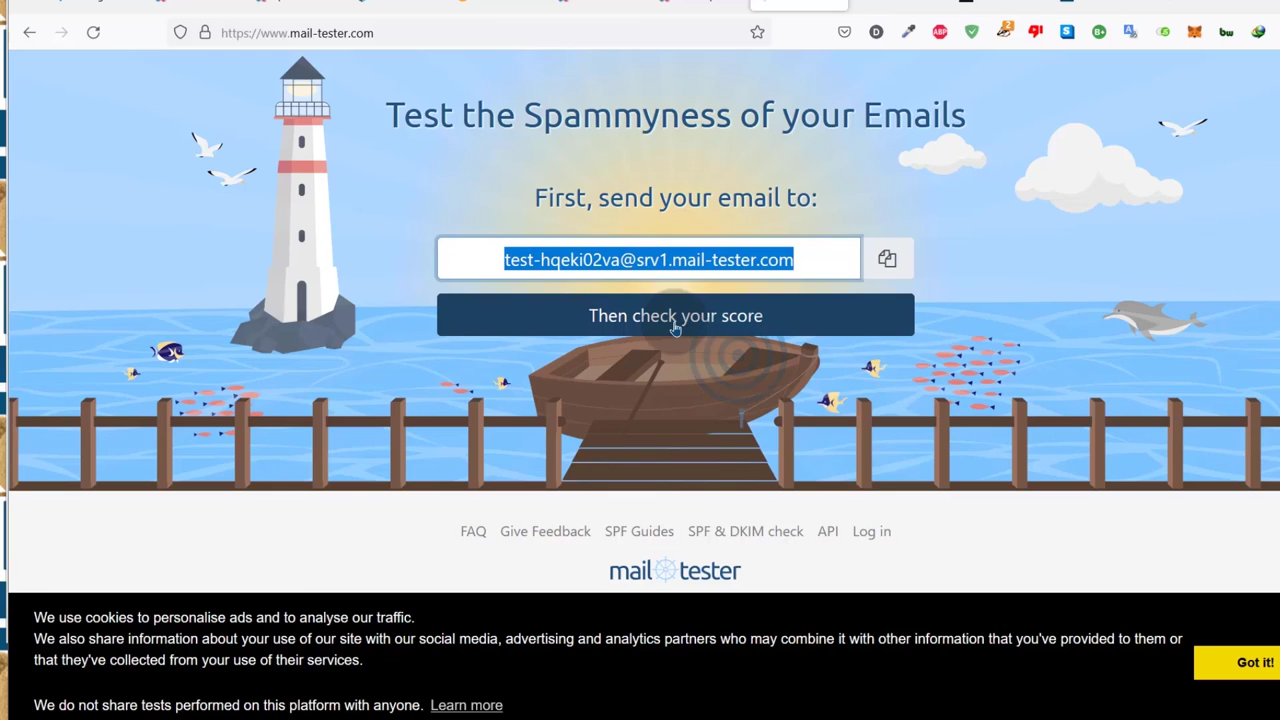 https://www.mail-tester.com
Test the Spammyness of your Emails
First, send your email to:
test-hqeki02va@srv1.mail-tester.com
Then check your score
FAQ Give Feedback SPF Guides SPF & DKIM check API Log in
mail tester
We use cookies to personalise ads and to analyse our traffic.
We also share information about your use of our site with our social media, advertising and analytics partners who may combine it with other information that you've provided to them or
that they've collected from your use of their services.
Got it!
We do not share tests performed on this platform with anyone. Learn more